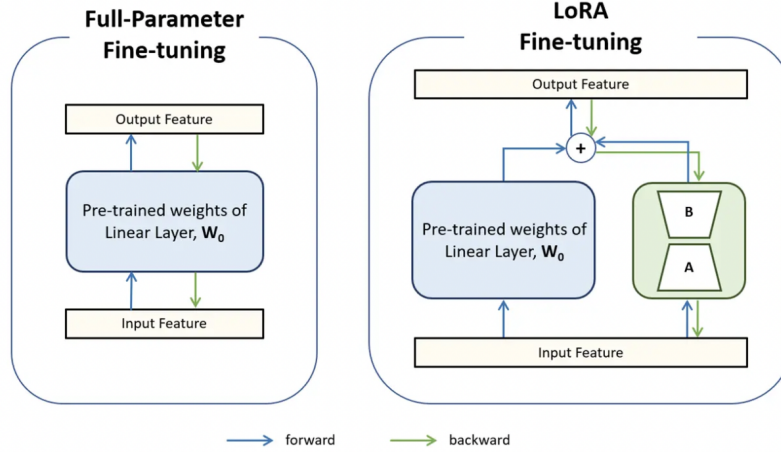 Full-Parameter
Fine-tuning
Output Feature
Pre-trained weights of
Linear Layer, W₀
Input Feature
LoRA
Fine-tuning
Output Feature
+
Pre-trained weights of
Linear Layer, W₀
B
A
Input Feature
forward
backward